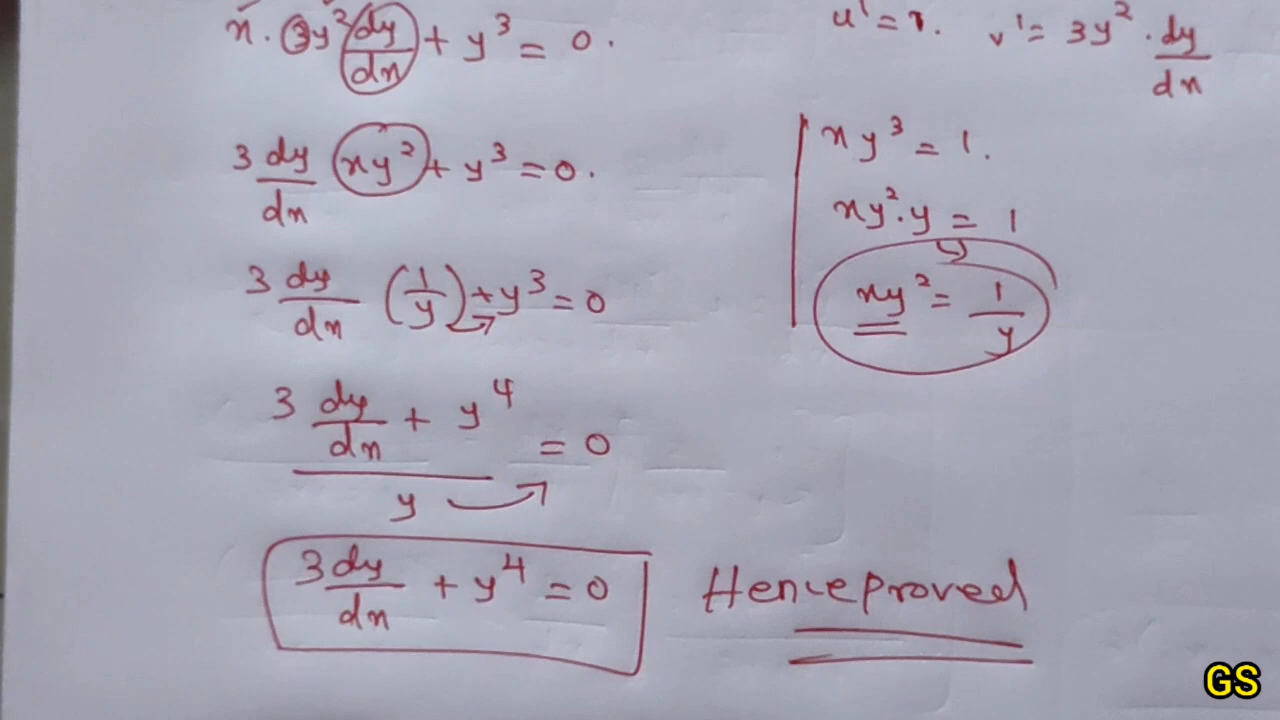 x. 3y² dy/dx + y³ = 0.
u' = 1. v' = 3y². dy/dx
3 dy/dx (xy²) + y³ = 0.
3 dy/dx (1/y) + y³ = 0
3 dy/dx + y⁴
= 0
y
3 dy/dx + y⁴ = 0
Hence proved
xy³ = 1.
xy². y = 1
xy² = 1/y
GS